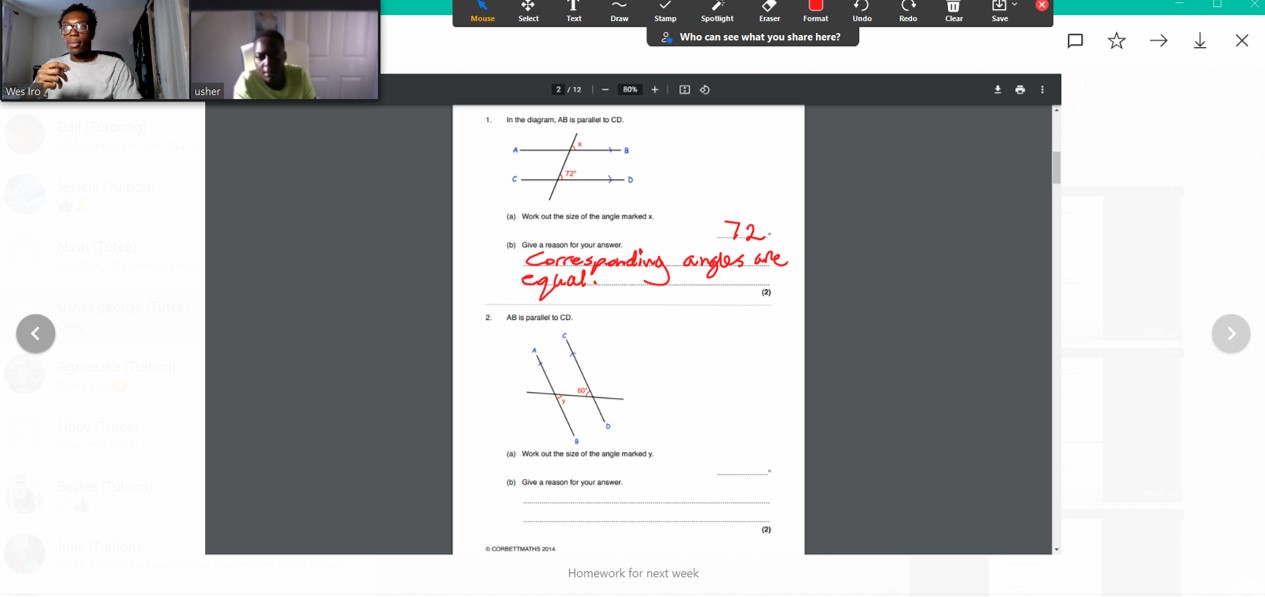 Mouse
Select
Text
Draw
Stamp
Spotlight
Eraser
Format
Undo
Redo
Clear
Save
Who can see what you share here?
Wes Iro
usher
Gail (Tutoring)
Jesscia (Tuition)
Nash (Tutee)
Usher george (Tutee)
Agnieszka (Tuition)
Libby (Tutee)
Beckie (Tuition)
Julie (Tuition)
2 / 12
80%
1. In the diagram, AB is parallel to CD.
x
A B
72°
C D
(a) Work out the size of the angle marked x.
72°
(b) Give a reason for your answer.
Corresponding angles are
equal.
(2)
2. AB is parallel to CD.
C
A
60°
y
D
B
(a) Work out the size of the angle marked y.
°
(b) Give a reason for your answer.
(2)
© CORBETTMATHS 2014
Homework for next week